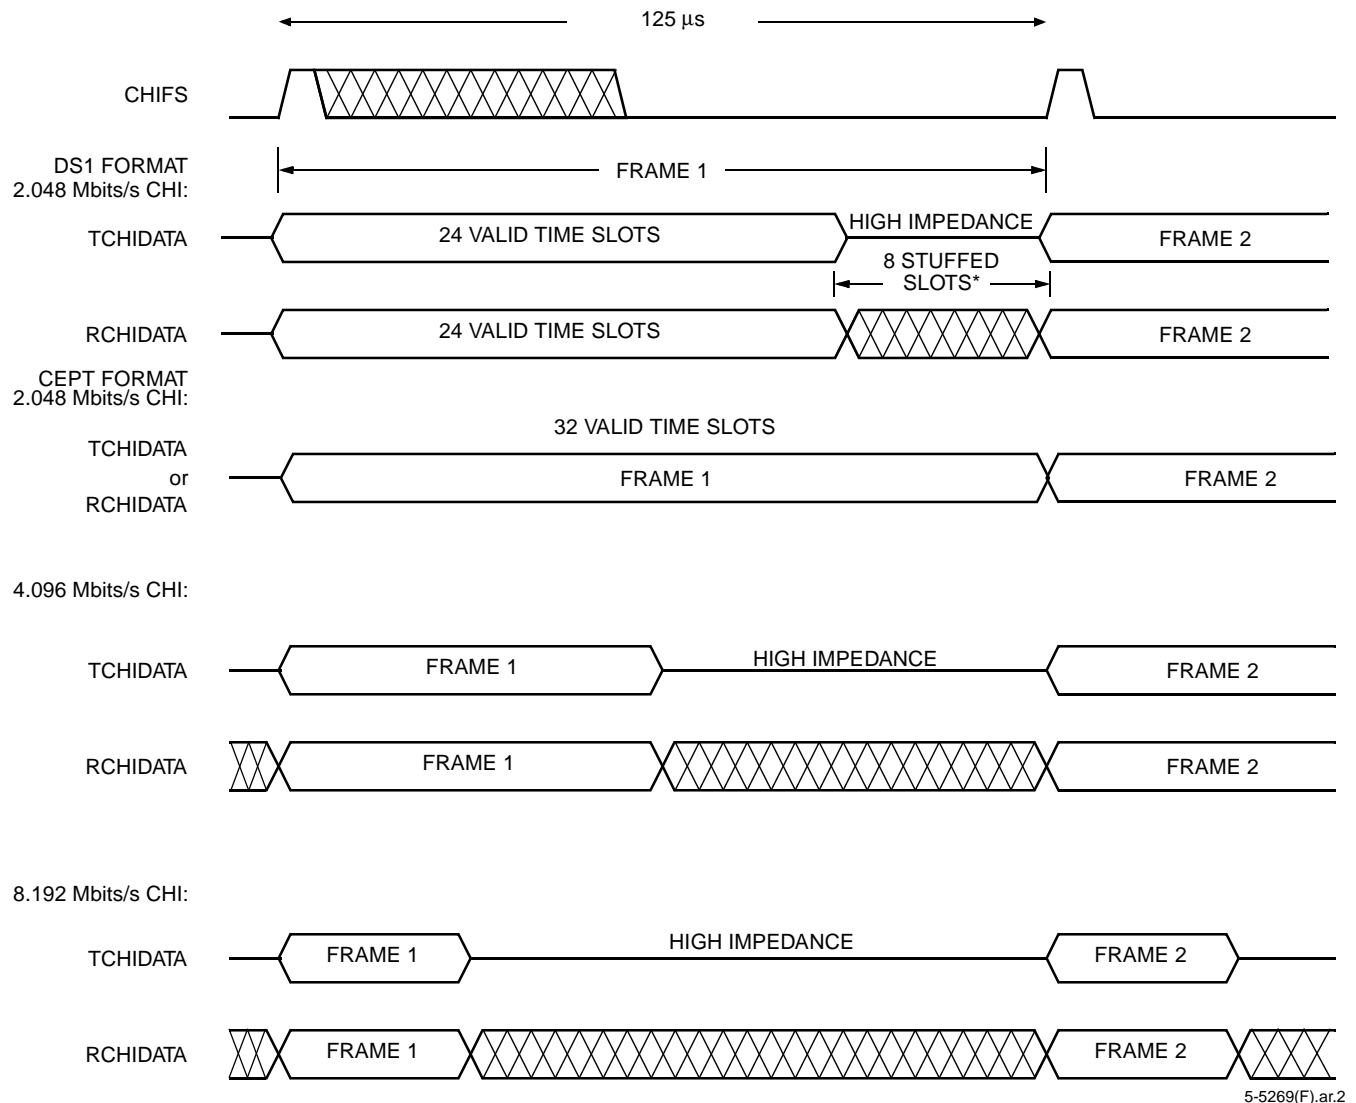 125 μs
CHIFS
DS1 FORMAT
2.048 Mbits/s CHI:
FRAME 1
TCHIDATA
24 VALID TIME SLOTS
HIGH IMPEDANCE
FRAME 2
8 STUFFED
SLOTS*
RCHIDATA
24 VALID TIME SLOTS
FRAME 2
CEPT FORMAT
2.048 Mbits/s CHI:
32 VALID TIME SLOTS
TCHIDATA
or
RCHIDATA
FRAME 1
FRAME 2
4.096 Mbits/s CHI:
TCHIDATA
FRAME 1
HIGH IMPEDANCE
FRAME 2
RCHIDATA
FRAME 1
FRAME 2
8.192 Mbits/s CHI:
TCHIDATA
FRAME 1
HIGH IMPEDANCE
FRAME 2
RCHIDATA
FRAME 1
FRAME 2
5-5269(F).ar.2